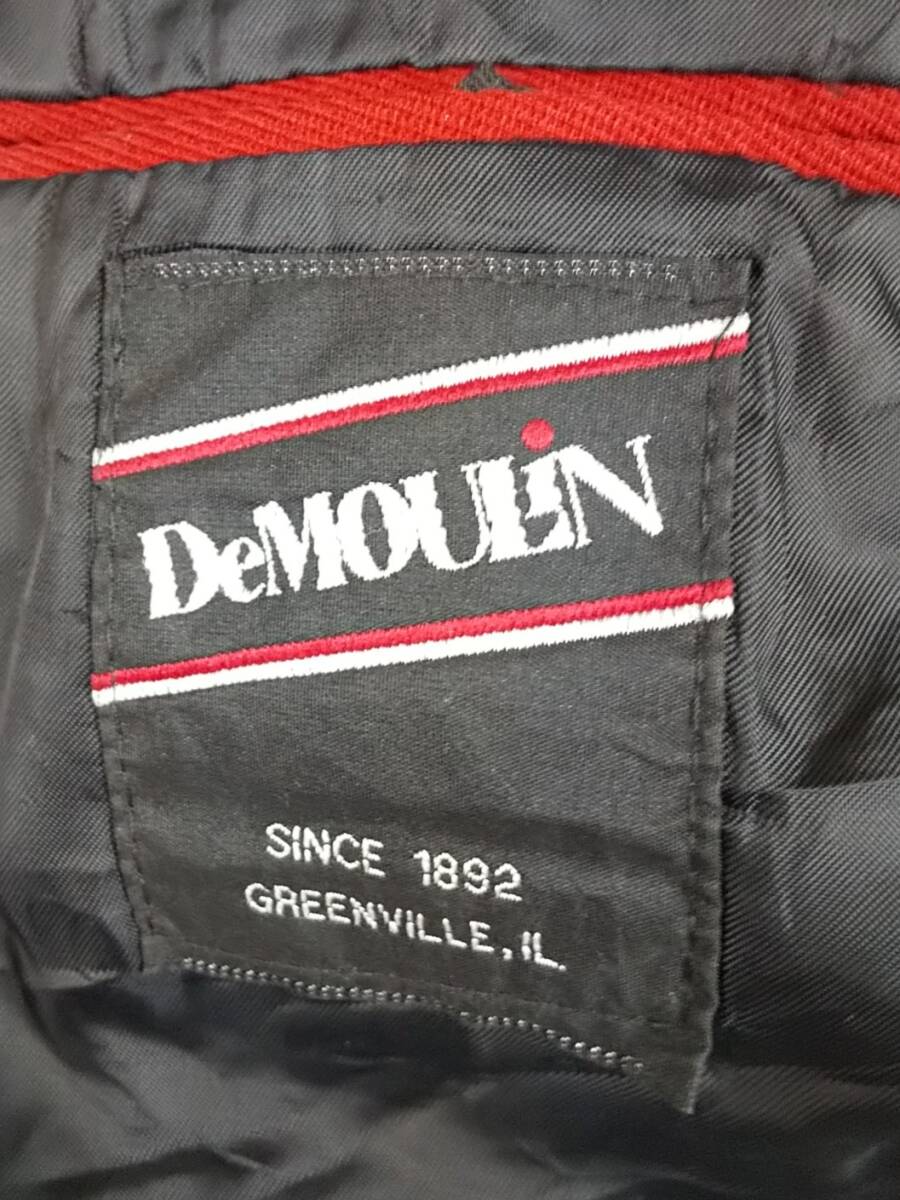 DeMOULiN
SINCE 1892
GREENVILLE, IL.